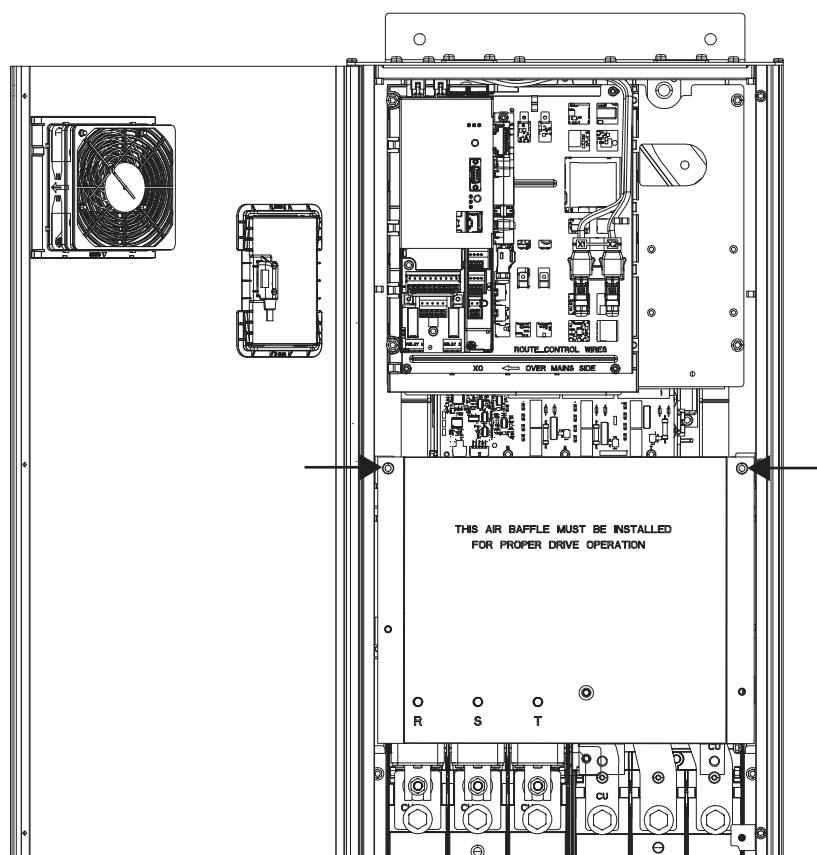 X1 X2
RELAY 1 RELAY 2
ROUTE CONTROL WIRES
X0 OVER MAINS SIDE
THIS AIR BAFFLE MUST BE INSTALLED
FOR PROPER DRIVE OPERATION
R S T
CU